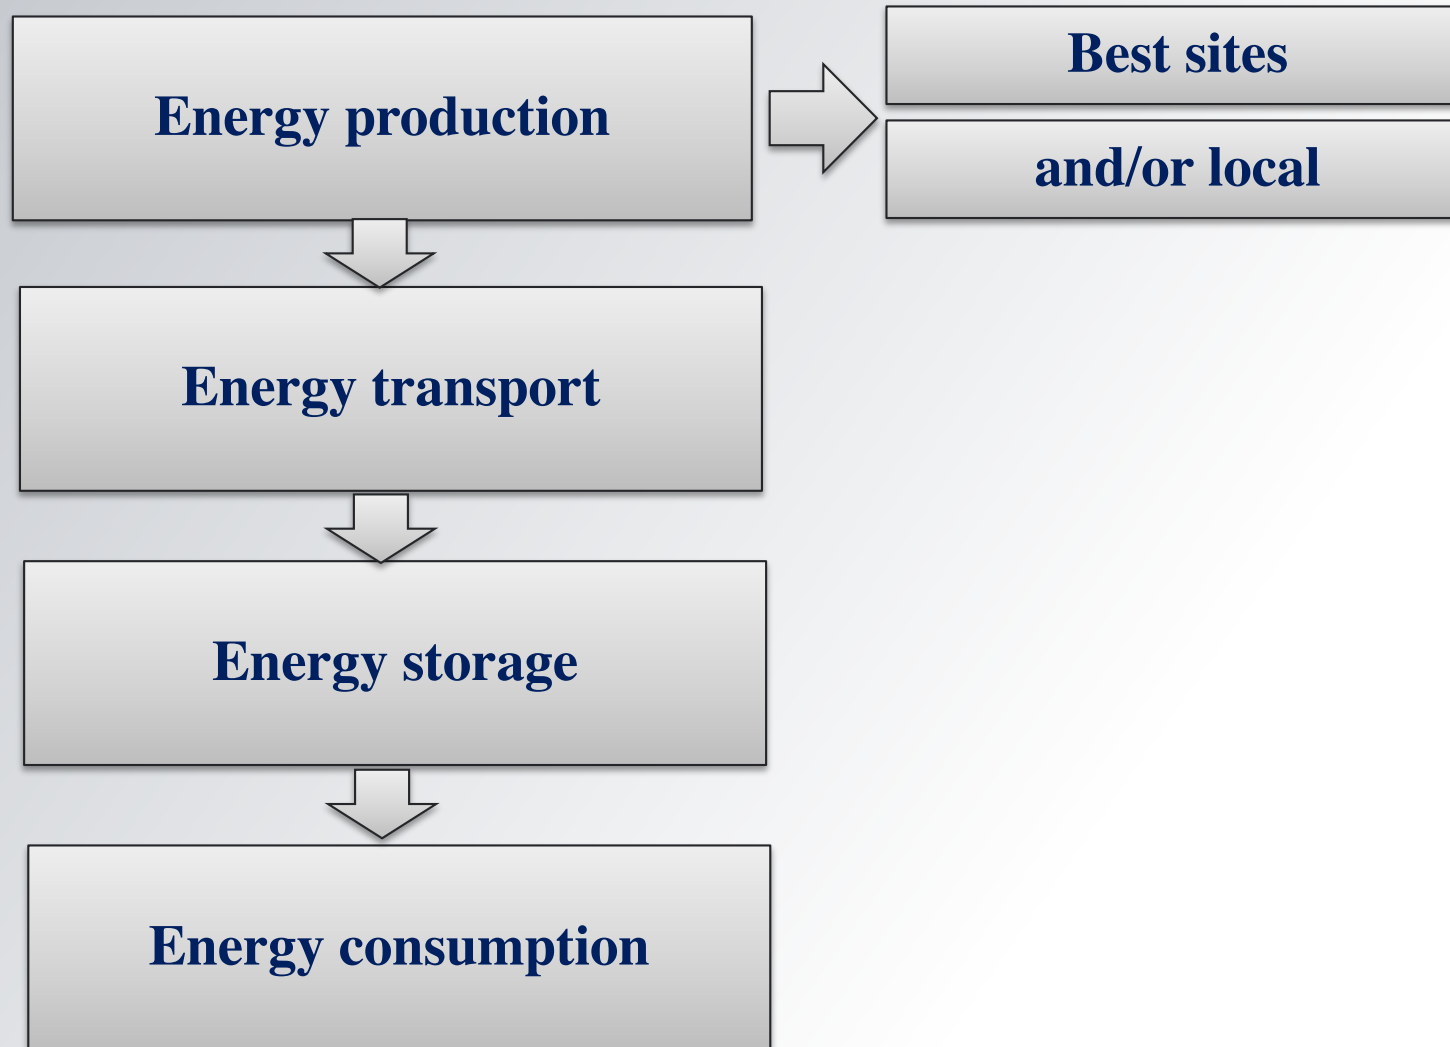 Energy production
Best sites
and/or local
Energy transport
Energy storage
Energy consumption